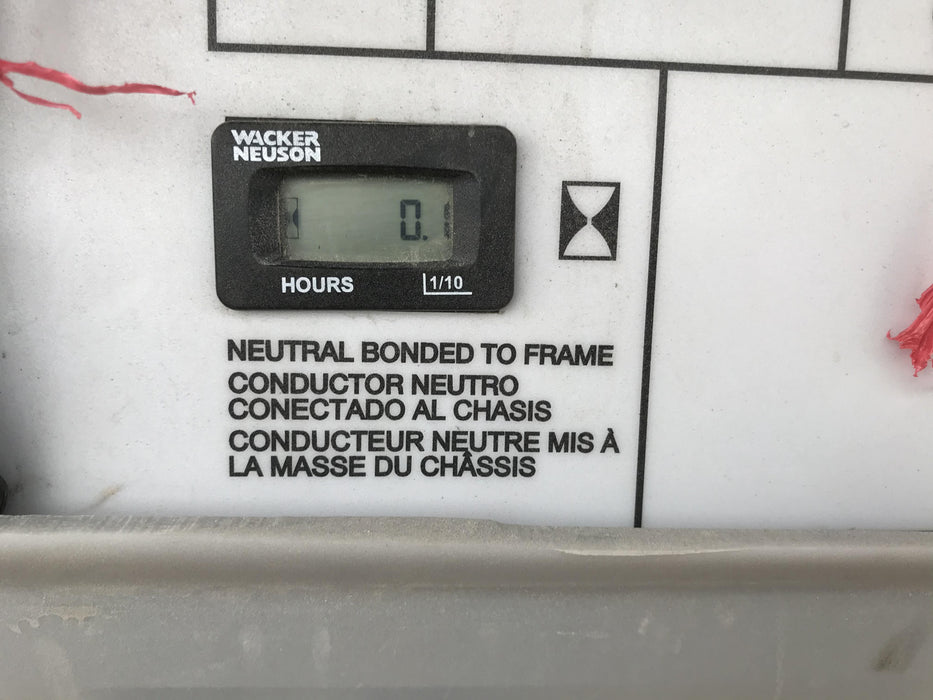 WACKER
NEUSON
0.
HOURS
1/10
NEUTRAL BONDED TO FRAME
CONDUCTOR NEUTRO
CONECTADO AL CHASIS
CONDUCTEUR NEUTRE MIS À
LA MASSE DU CHÂSSIS